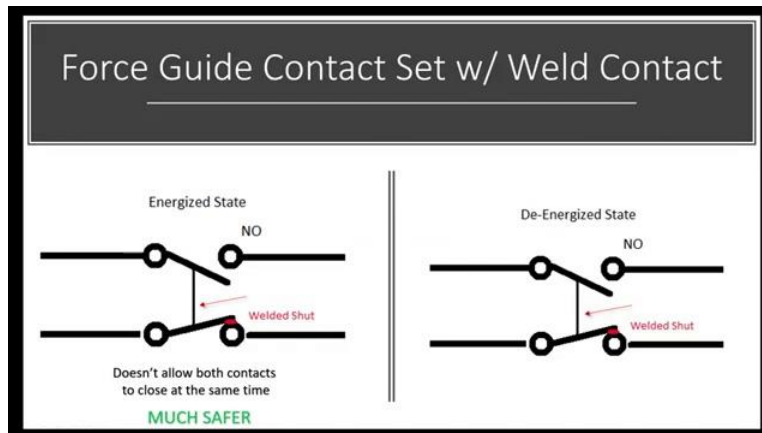 Force Guide Contact Set w/ Weld Contact
Energized State
NO
Welded Shut
Doesn't allow both contacts
to close at the same time
MUCH SAFER
De-Energized State
NO
Welded Shut